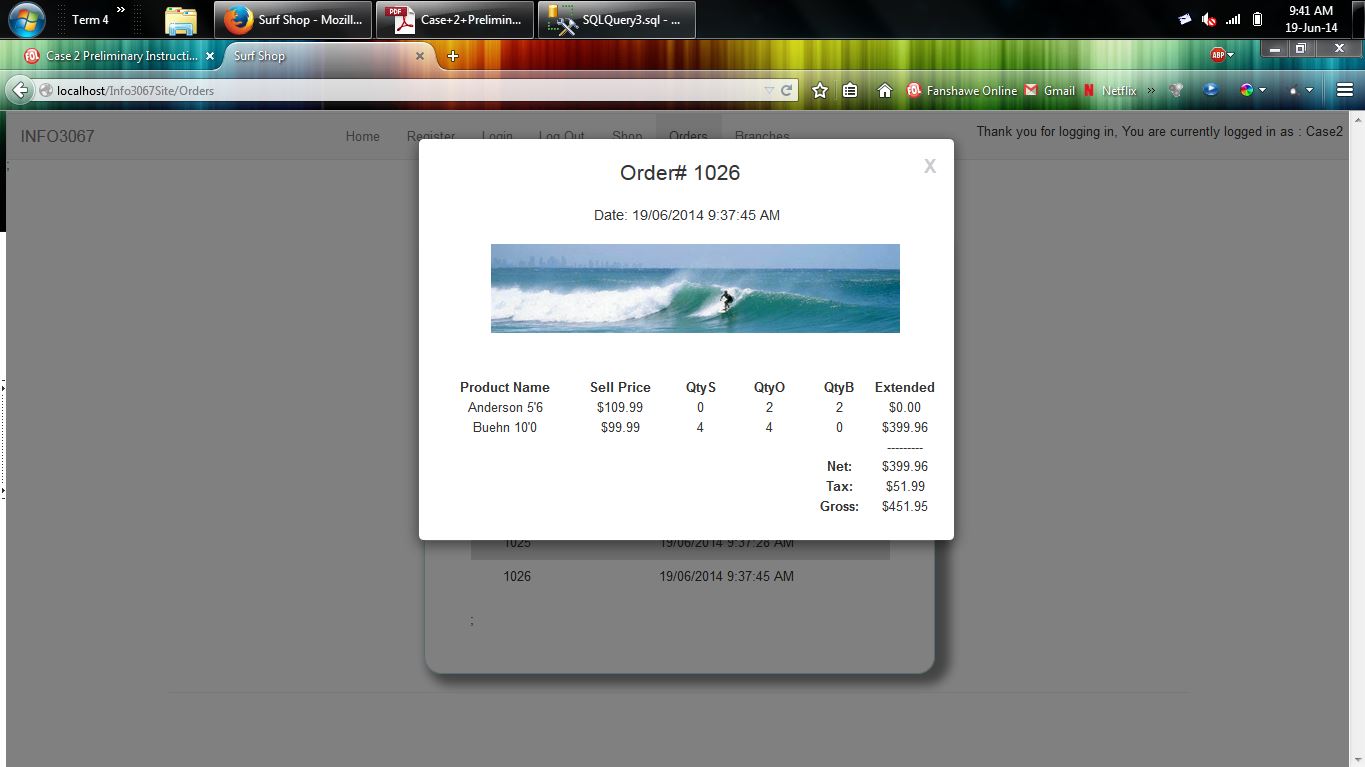 Term 4 » Surf Shop - Mozill... Case+2+Prelimin... SQLQuery3.sql - ... 9:41 AM
19-Jun-14
Case 2 Preliminary Instructi... × Surf Shop × + ABP
localhost/Info3067Site/Orders Fanshawe Online Gmail Netflix »
INFO3067 Home Register Login Log Out Shop Orders Branches Thank you for logging in, You are currently logged in as : Case2
;
Order# 1026 X
Date: 19/06/2014 9:37:45 AM
Product Name Sell Price QtyS QtyO QtyB Extended
Anderson 5'6 $109.99 0 2 2 $0.00
Buehn 10'0 $99.99 4 4 0 $399.96
---------
Net: $399.96
Tax: $51.99
Gross: $451.95
1025 19/06/2014 9:37:28 AM
1026 19/06/2014 9:37:45 AM
;